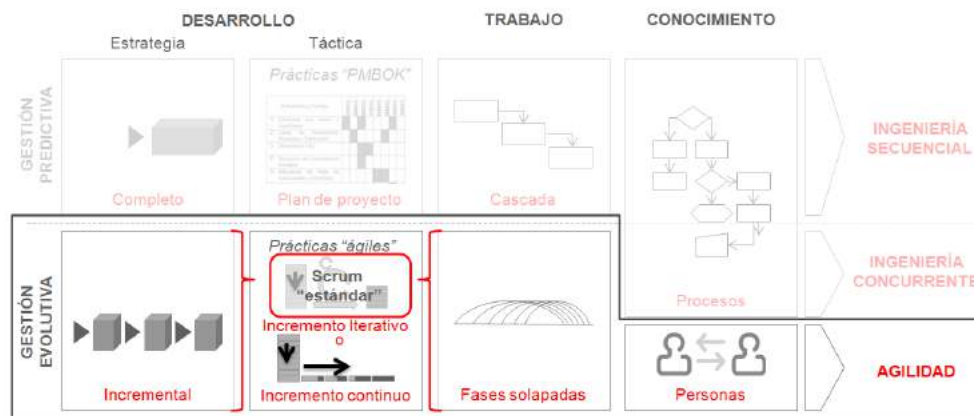 DESARROLLO
TRABAJO
CONOCIMIENTO
Estrategia
Táctica
GESTIÓN
PREDICTIVA
Prácticas "PMBOK"
Completo
Plan de proyecto
Cascada
INGENIERÍA
SECUENCIAL
GESTIÓN
EVOLUTIVA
Prácticas "ágiles"
Scrum
"estándar"
Incremento Iterativo
o
Incremento continuo
Incremental
Fases solapadas
Procesos
Personas
INGENIERÍA
CONCURRENTE
AGILIDAD